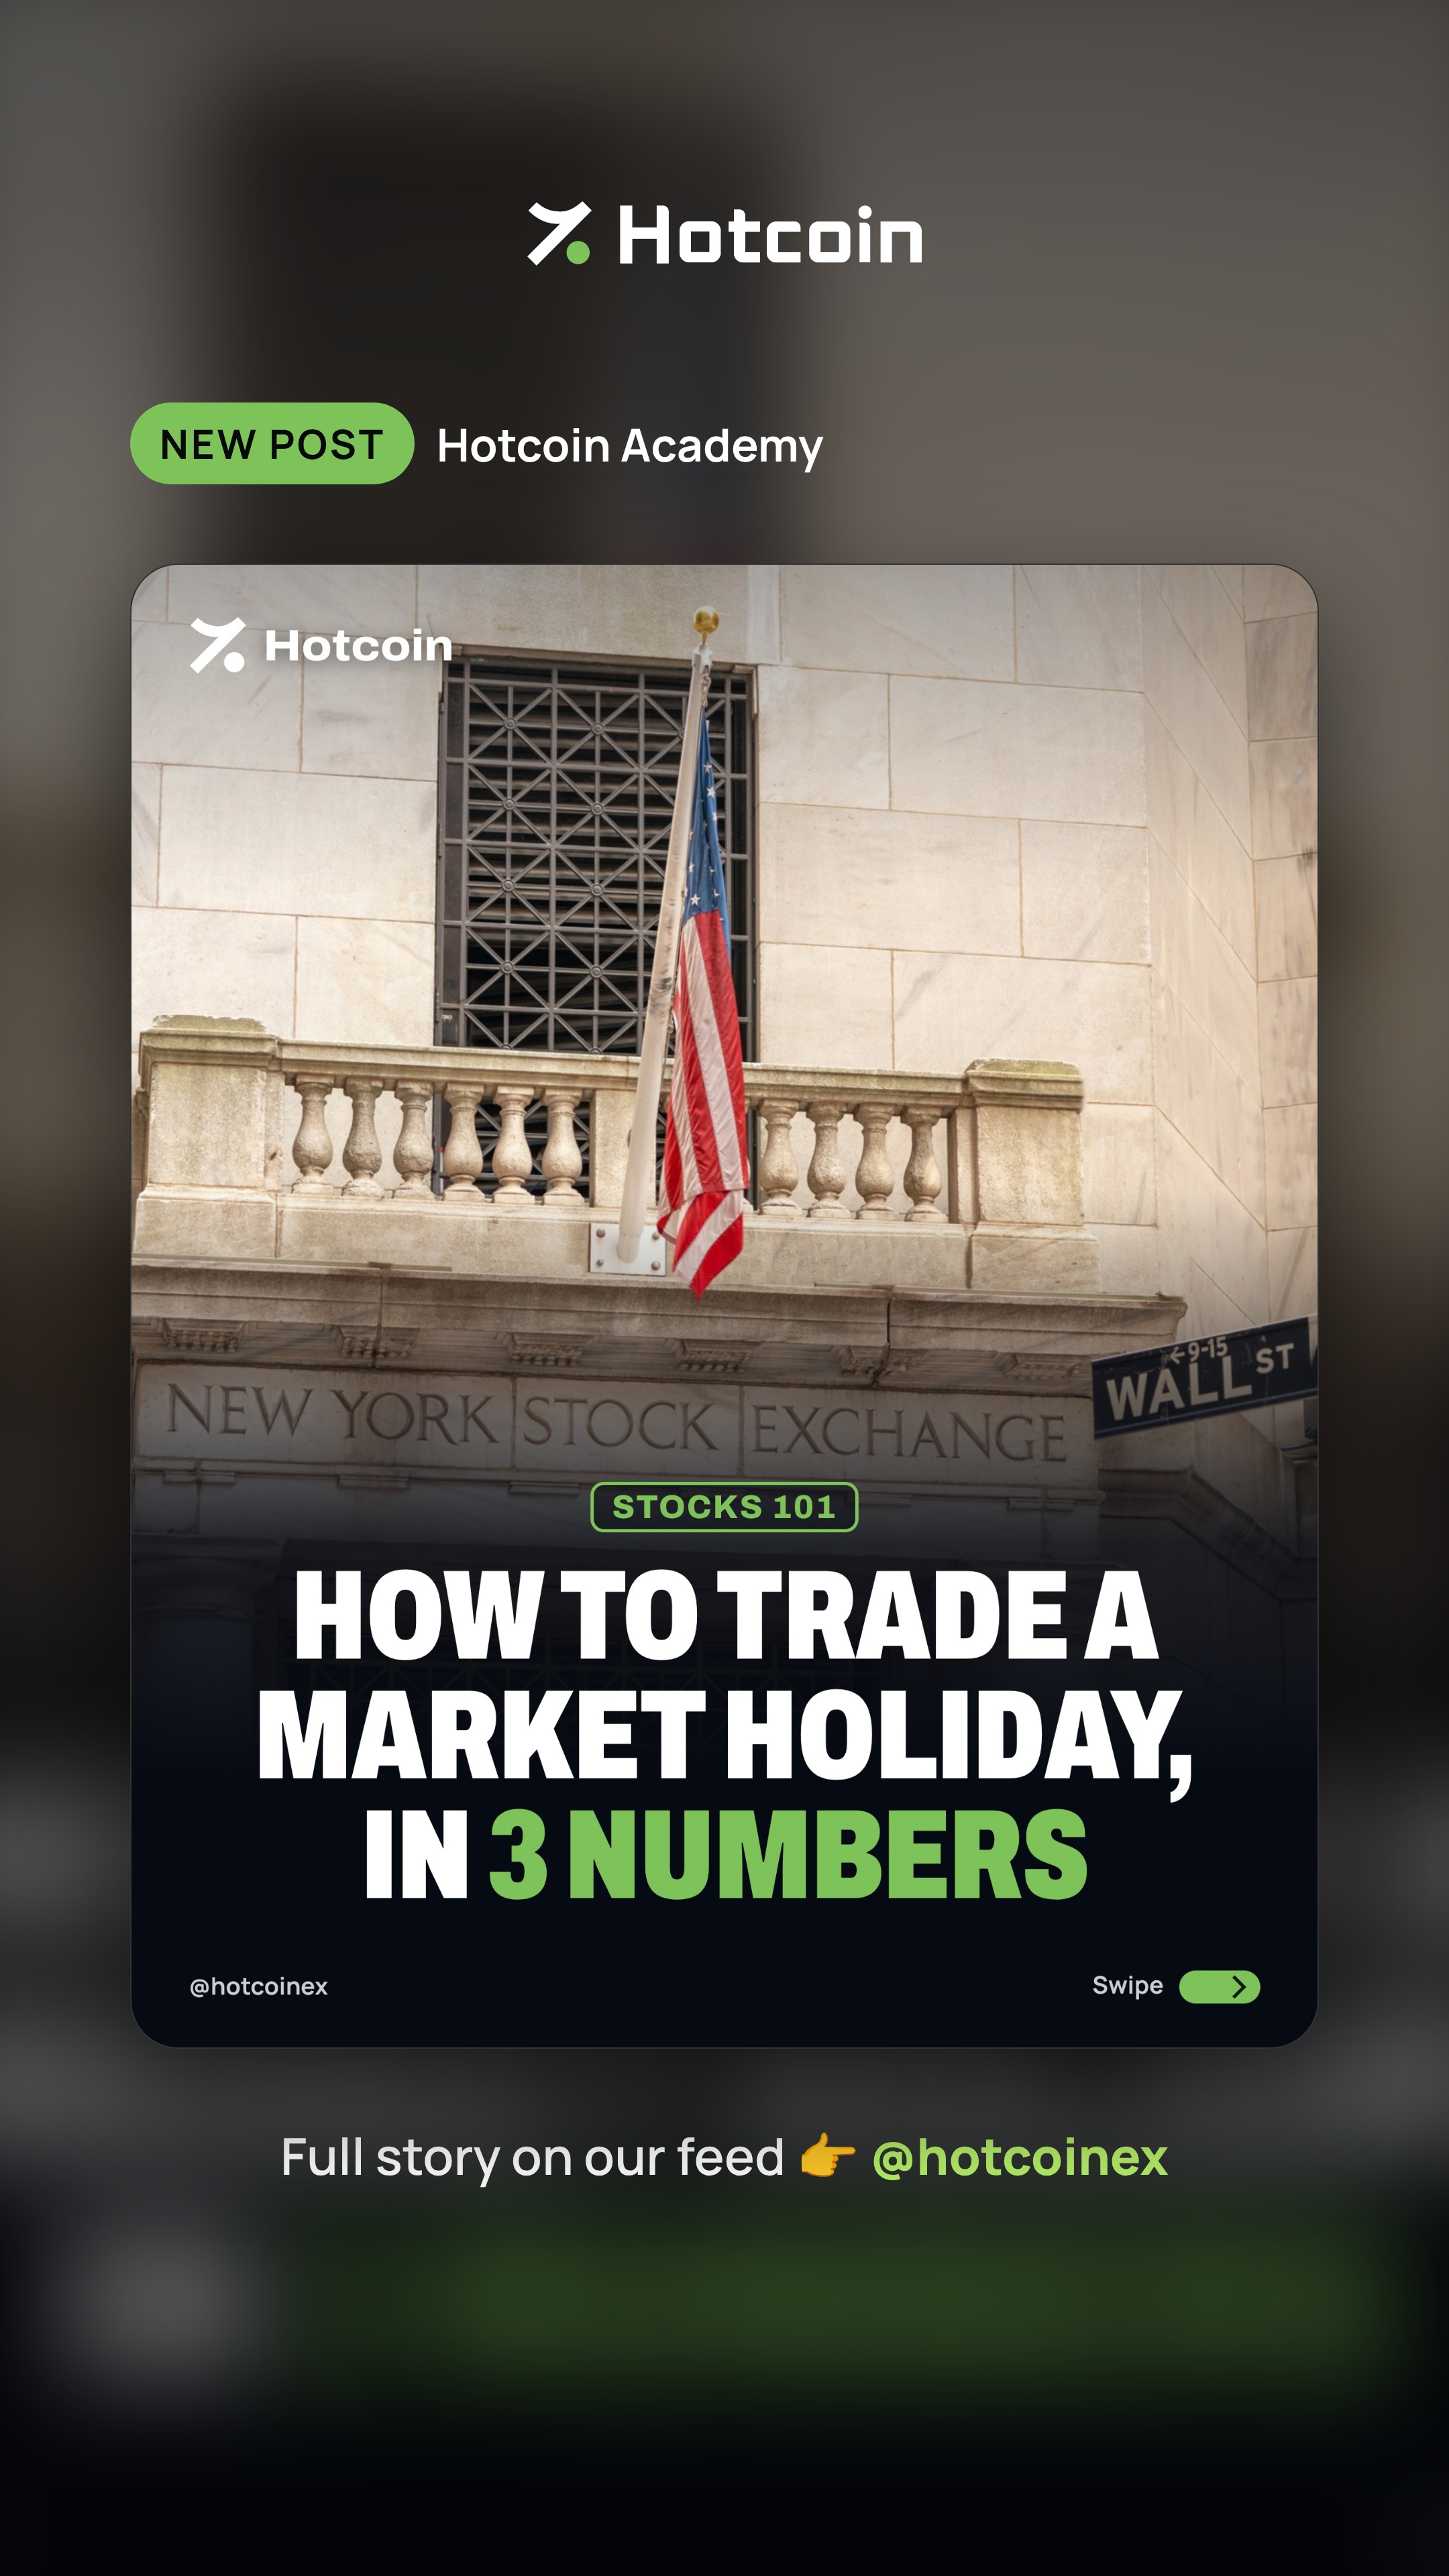 Hotcoin
NEW POST Hotcoin Academy
Hotcoin
←9-15
WALL ST
NEW YORK STOCK EXCHANGE
STOCKS 101
HOW TO TRADE A
MARKET HOLIDAY,
IN 3 NUMBERS
@hotcoinex
Swipe
Full story on our feed 👉 @hotcoinex